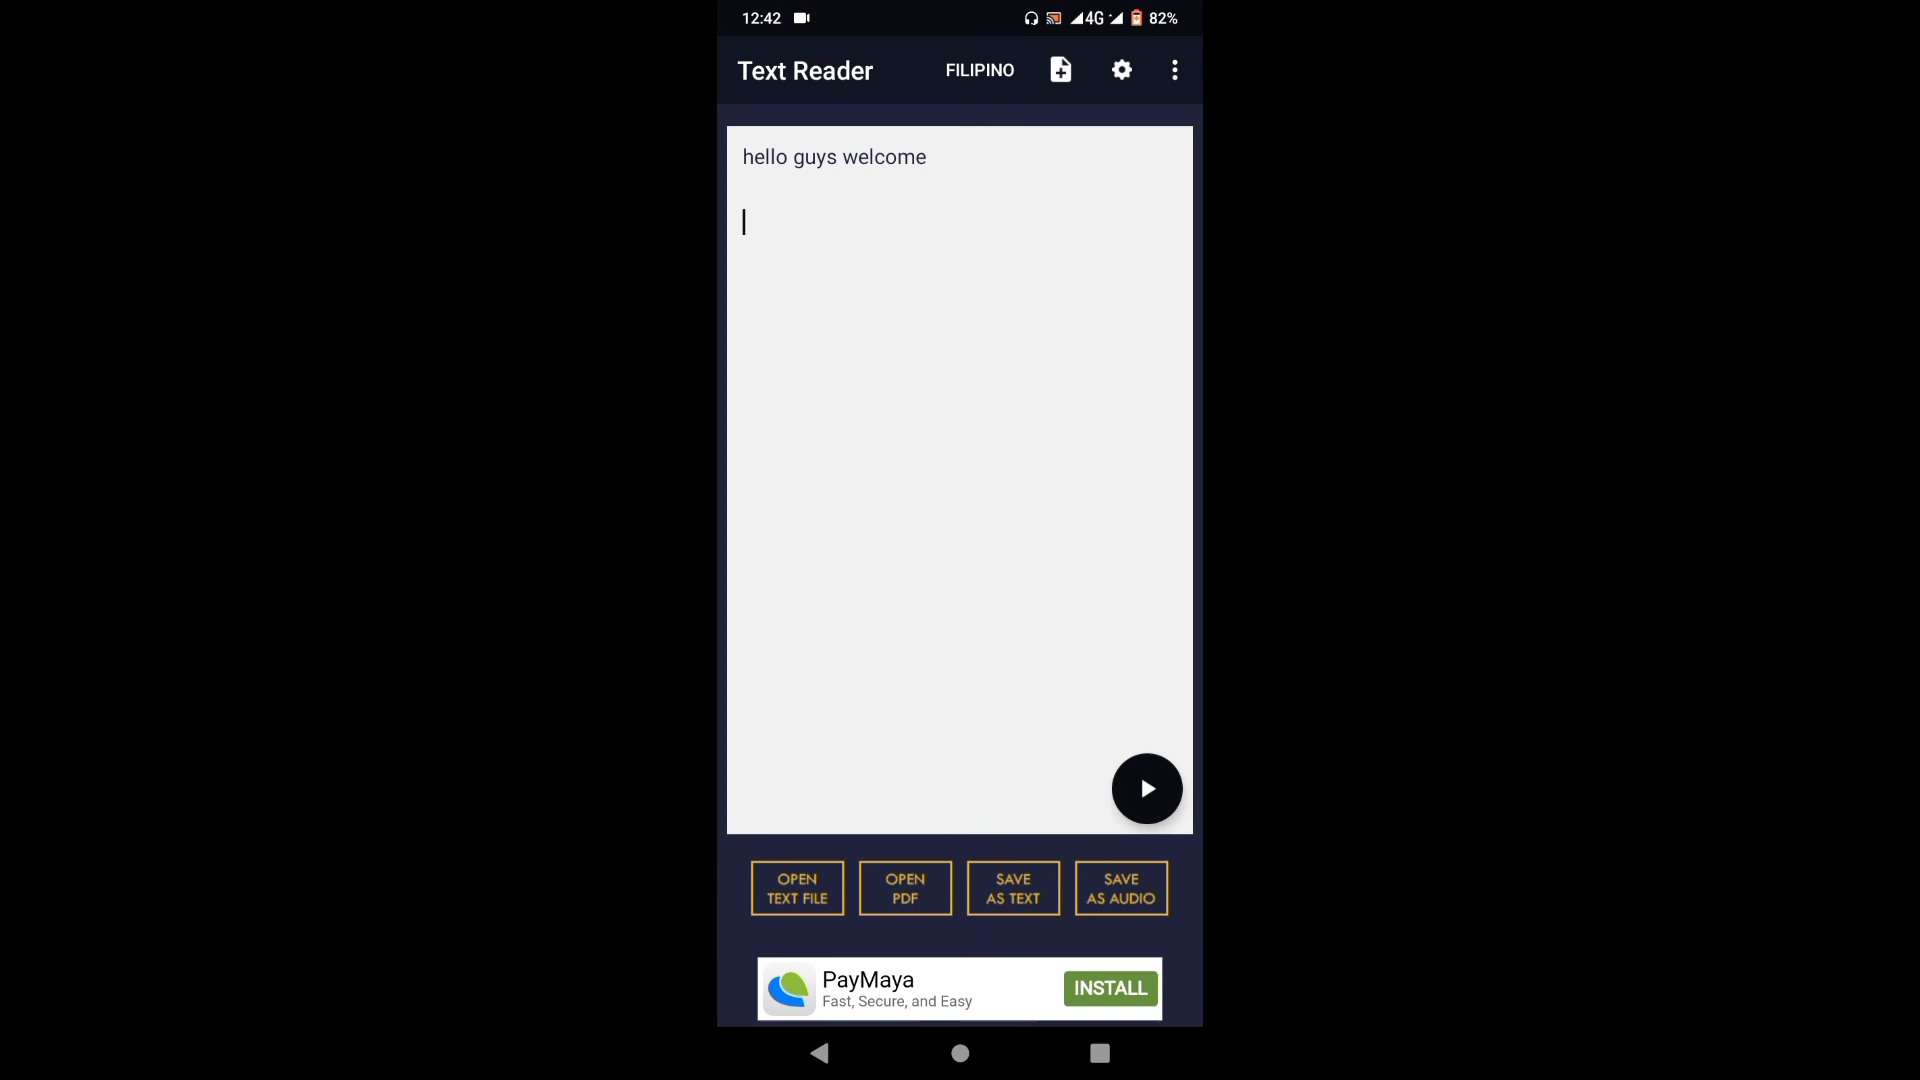 12:42
4G
82%
Text Reader
FILIPINO
hello guys welcome
OPEN
TEXT FILE
OPEN
PDF
SAVE
AS TEXT
SAVE
AS AUDIO
PayMaya
Fast, Secure, and Easy
INSTALL